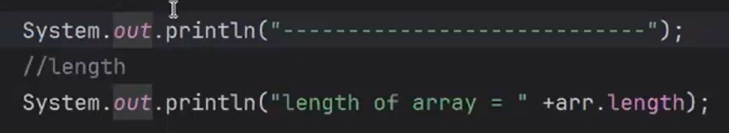 System.out.println("----------------------------");
//length
System.out.println("length of array = " +arr.length);